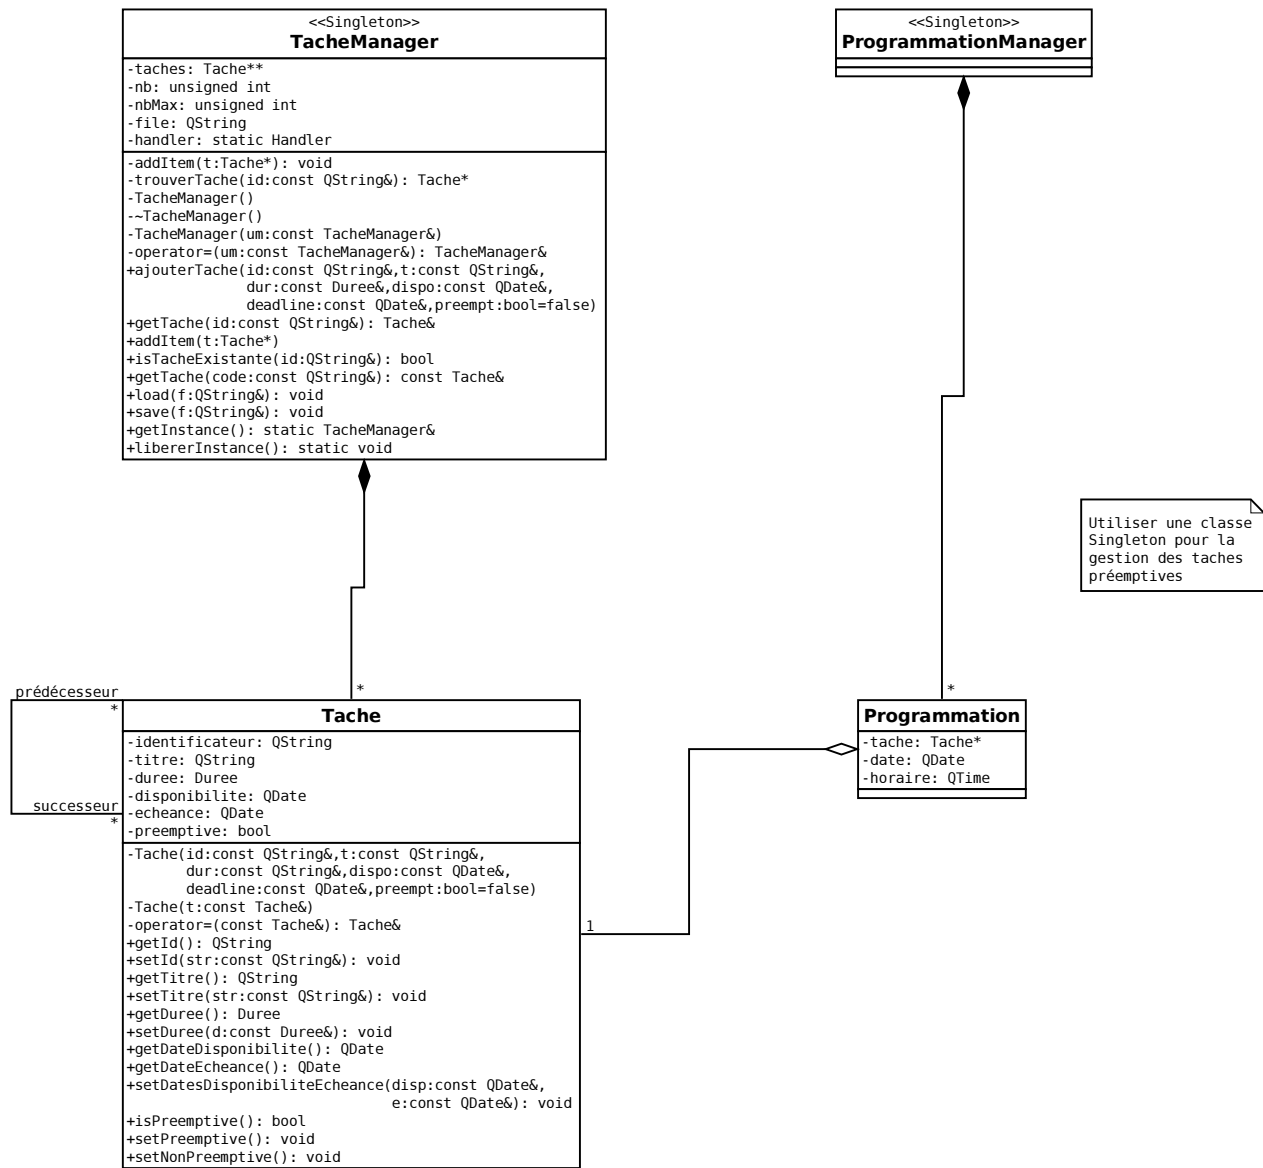 <<Singleton>>
TacheManager
-taches: Tache**
-nb: unsigned int
-nbMax: unsigned int
-file: QString
-handler: static Handler
-addItem(t:Tache*): void
-trouverTache(id:const QString&): Tache*
-TacheManager()
-~TacheManager()
-TacheManager(um:const TacheManager&)
-operator=(um:const TacheManager&): TacheManager&
+ajouterTache(id:const QString&,t:const QString&,
dur:const Duree&,dispo:const QDate&,
deadline:const QDate&,preempt:bool=false)
+getTache(id:const QString&): Tache&
+addItem(t:Tache*)
+isTacheExistante(id:QString&): bool
+getTache(code:const QString&): const Tache&
+load(f:QString&): void
+save(f:QString&): void
+getInstance(): static TacheManager&
+libererInstance(): static void
<<Singleton>>
ProgrammationManager
Utiliser une classe
Singleton pour la
gestion des taches
préemptives
*
*
prédécesseur
*
successeur
*
Tache
-identificateur: QString
-titre: QString
-duree: Duree
-disponibilite: QDate
-echeance: QDate
-preemptive: bool
-Tache(id:const QString&,t:const QString&,
dur:const QString&,dispo:const QDate&,
deadline:const QDate&,preempt:bool=false)
-Tache(t:const Tache&)
-operator=(const Tache&): Tache&
+getId(): QString
+setId(str:const QString&): void
+getTitre(): QString
+setTitre(str:const QString&): void
+getDuree(): Duree
+setDuree(d:const Duree&): void
+getDateDisponibilite(): QDate
+getDateEcheance(): QDate
+setDatesDisponibiliteEcheance(disp:const QDate&,
e:const QDate&): void
+isPreemptive(): bool
+setPreemptive(): void
+setNonPreemptive(): void
1
Programmation
-tache: Tache*
-date: QDate
-horaire: QTime